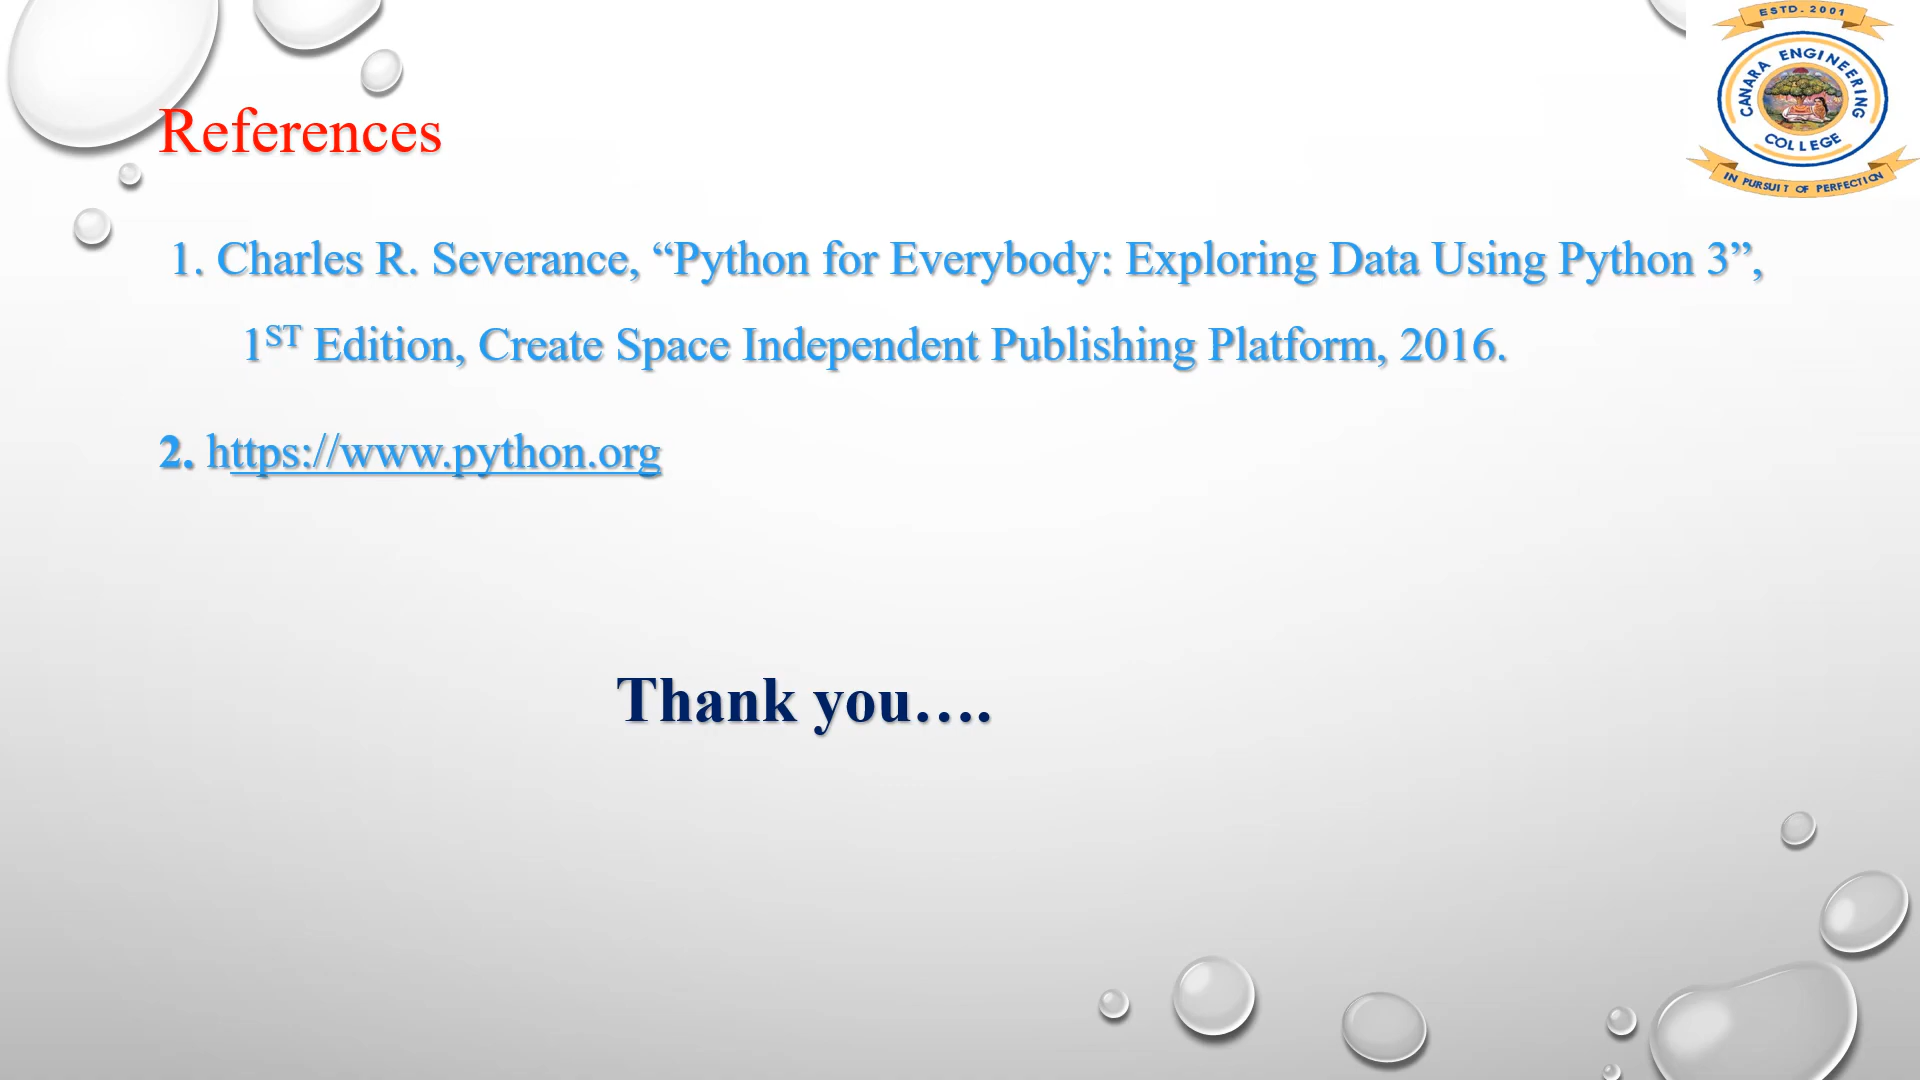 ESTD. 2001
CANARA ENGINEERING
COLLEGE
IN PURSUIT OF PERFECTION
References
1. Charles R. Severance, “Python for Everybody: Exploring Data Using Python 3”,
1ST Edition, Create Space Independent Publishing Platform, 2016.
2. https://www.python.org
Thank you….